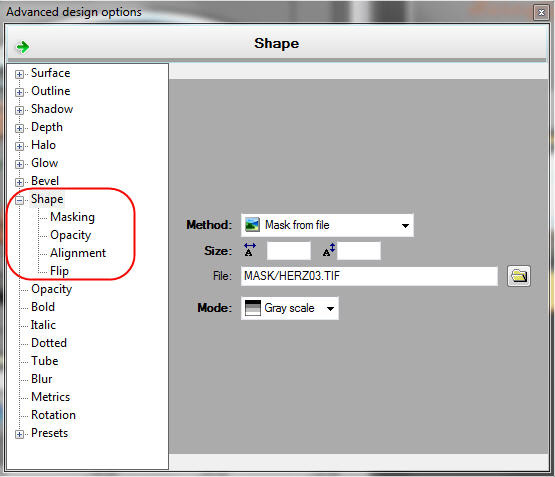 Advanced design options
Shape
Surface
Outline
Shadow
Depth
Halo
Glow
Bevel
Shape
Masking
Opacity
Alignment
Flip
Opacity
Bold
Italic
Dotted
Tube
Blur
Metrics
Rotation
Presets
Method: Mask from file
Size: A A
File: MASK/HERZ03.TIF
Mode: Gray scale